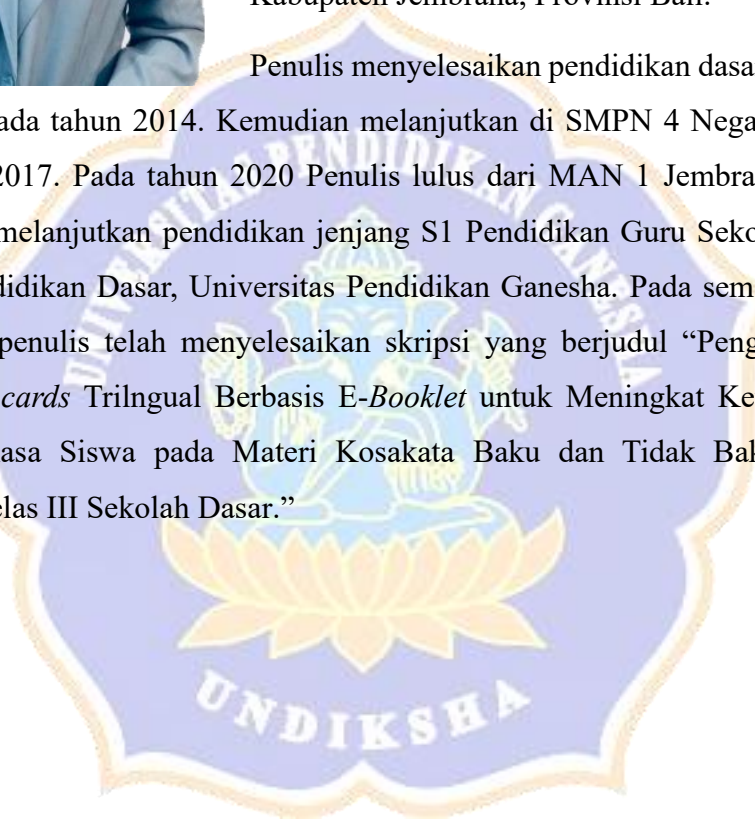 Kabupaten Jembrana, Provinsi Bali.
Penulis menyelesaikan pendidikan dasa
ada tahun 2014. Kemudian melanjutkan di SMPN 4 Nega
2017. Pada tahun 2020 Penulis lulus dari MAN 1 Jembra
melanjutkan pendidikan jenjang S1 Pendidikan Guru Seko
didikan Dasar, Universitas Pendidikan Ganesha. Pada sem
penulis telah menyelesaikan skripsi yang berjudul “Peng
cards Trilngual Berbasis E-Booklet untuk Meningkat Ke
asa Siswa pada Materi Kosakata Baku dan Tidak Bak
elas III Sekolah Dasar.”
UNIVERSITAS PENDIDIKAN GANESHA
UNDIKSHA